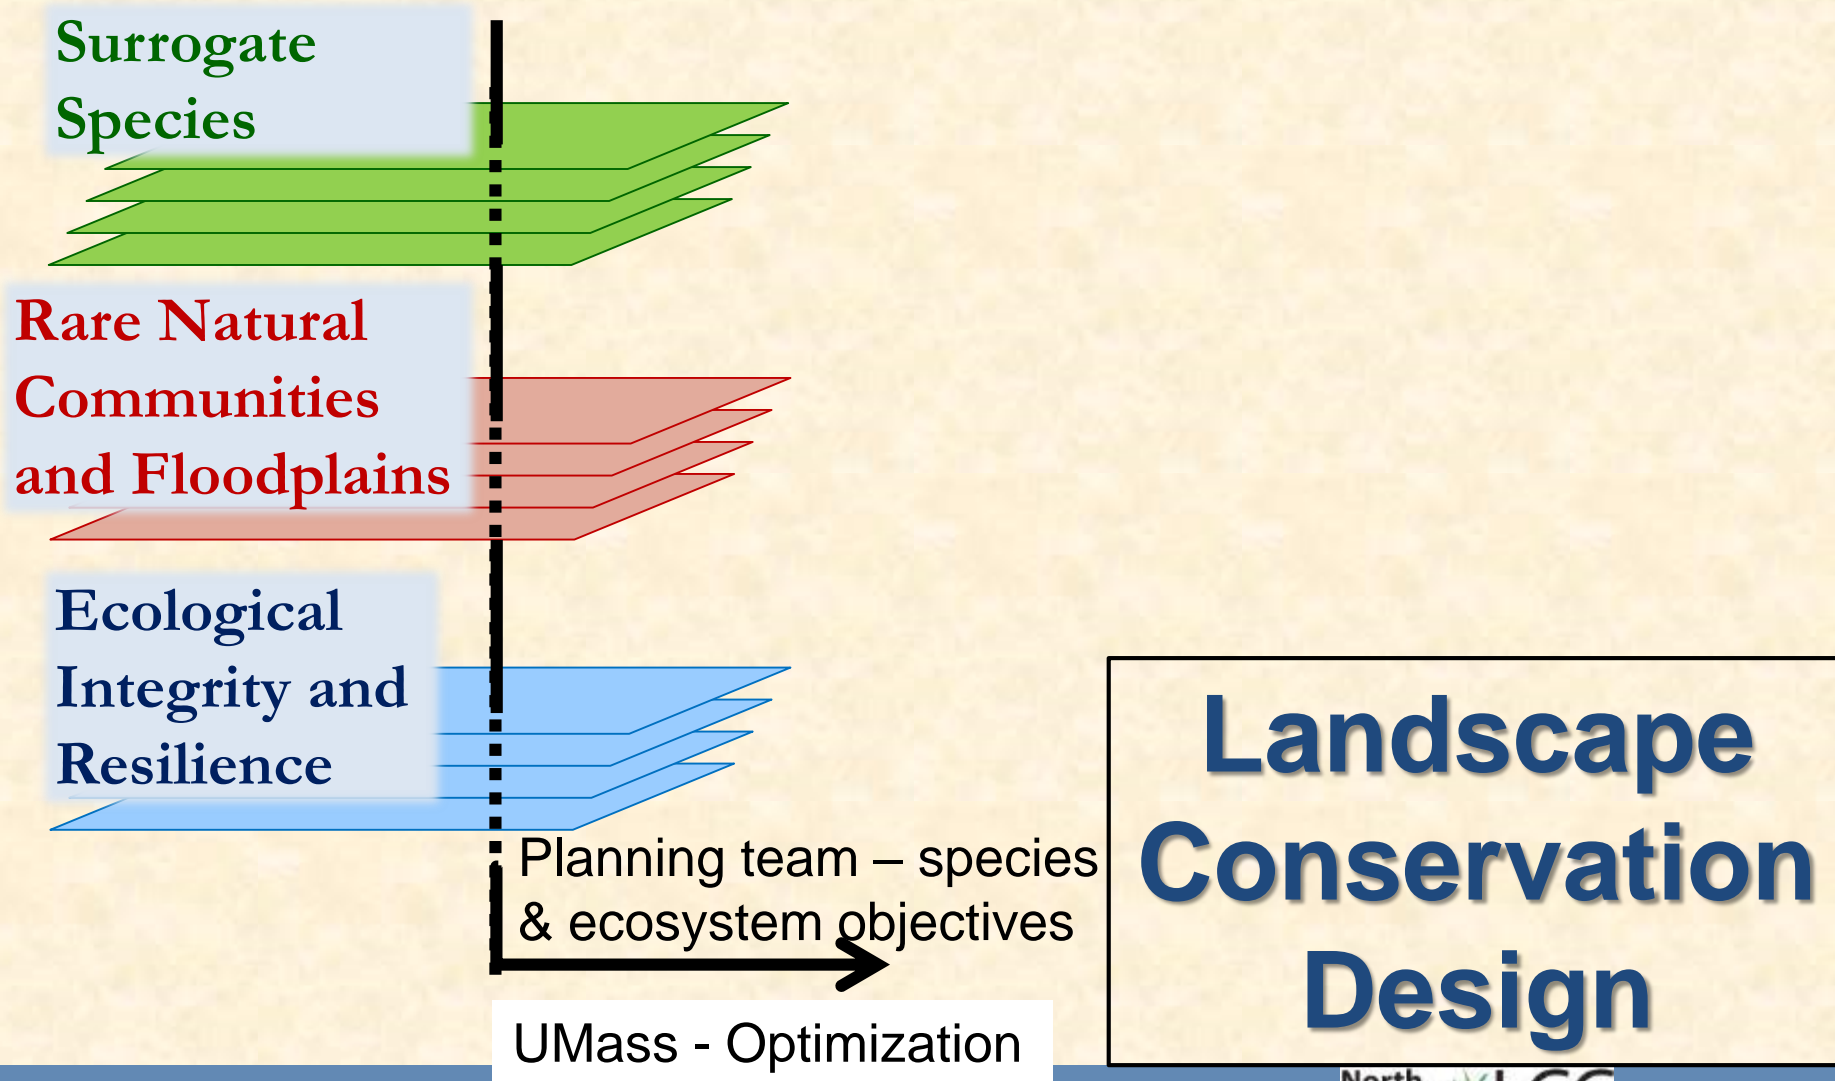 Surrogate
Species
Rare Natural
Communities
and Floodplains
Ecological
Integrity and
Resilience
Planning team – species
& ecosystem objectives
UMass - Optimization
Landscape
Conservation
Design
North